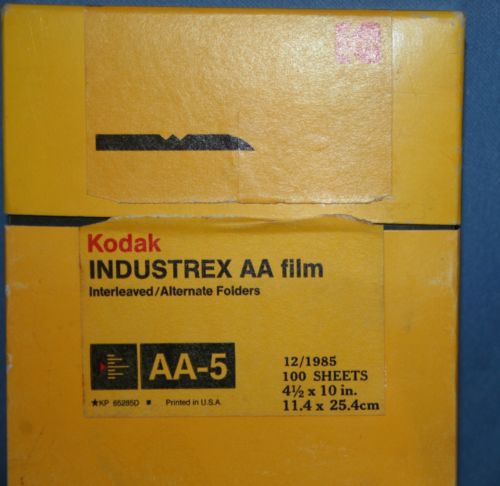 Kodak
INDUSTREX AA film
Interleaved/Alternate Folders
AA-5
12/1985
100 SHEETS
4½ x 10 in.
11.4 x 25.4cm
★KP 65285D ■ Printed in U.S.A.